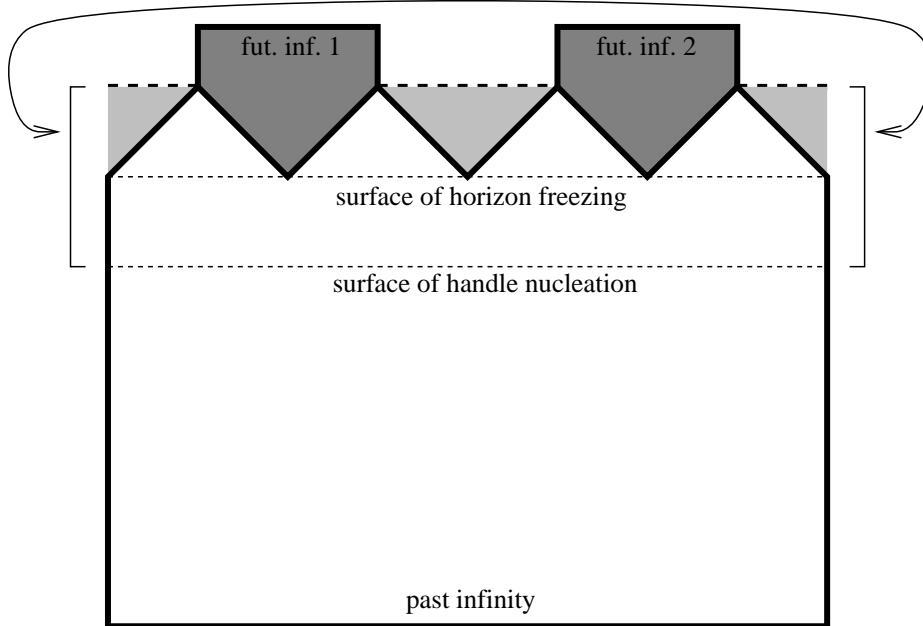 fut. inf. 1
fut. inf. 2
surface of horizon freezing
surface of handle nucleation
past infinity